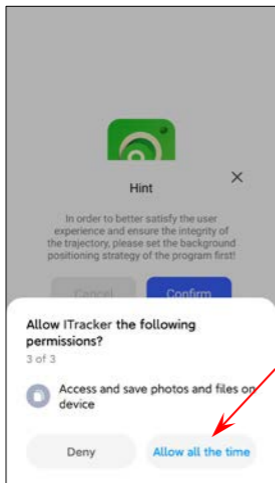 Hint
In order to better satisfy the user
experience and ensure the integrity of
the trajectory, please set the background
positioning strategy of the program first!
Cancel Confirm
Allow ITracker the following
permissions?
3 of 3
Access and save photos and files on
device
Deny Allow all the time